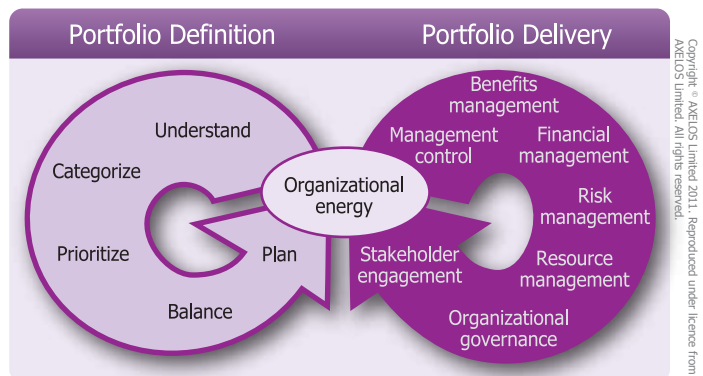 Portfolio Definition
Portfolio Delivery
Understand
Categorize
Prioritize
Balance
Plan
Organizational
energy
Benefits
management
Management
control
Financial
management
Risk
management
Stakeholder
engagement
Resource
management
Organizational
governance
Copyright © AXELOS Limited 2011. Reproduced under licence from
AXELOS Limited. All rights reserved.